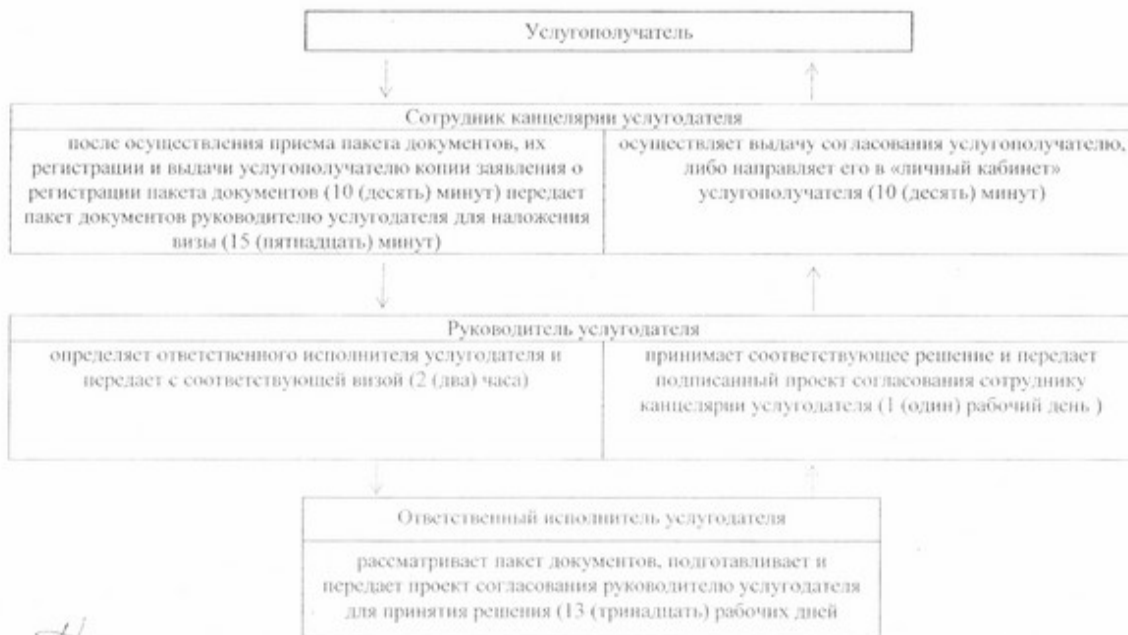 Услугополучатель
Сотрудник канцелярии услугодателя
после осуществления приема пакета документов, их
регистрации и выдачи услугополучателю копии заявления о
регистрации пакета документов (10 (десять) минут) передает
пакет документов руководителю услугодателя для наложения
визы (15 (пятнадцать) минут)
осуществляет выдачу согласования услугополучателю,
либо направляет его в «личный кабинет»
услугополучателя (10 (десять) минут)
Руководитель услугодателя
определяет ответственного исполнителя услугодателя и
передает с соответствующей визой (2 (два) часа)
принимает соответствующее решение и передает
подписанный проект согласования сотруднику
канцелярии услугодателя (1 (один) рабочий день )
Ответственный исполнитель услугодателя
рассматривает пакет документов, подготавливает и
передает проект согласования руководителю услугодателя
для принятия решения (13 (тринадцать) рабочих дней